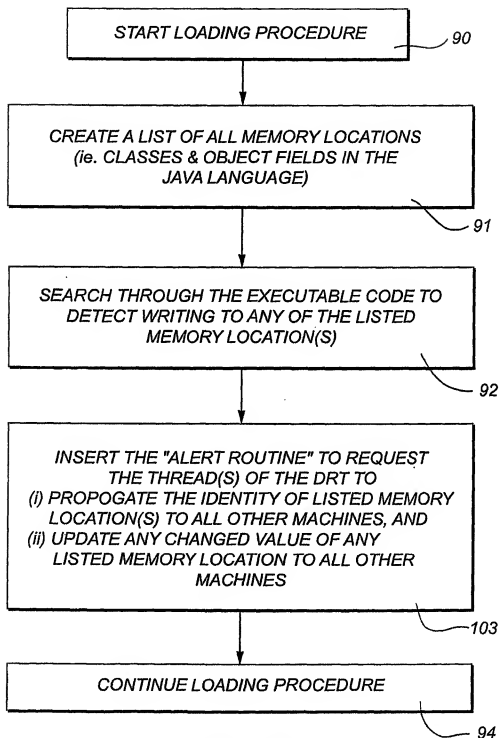 START LOADING PROCEDURE
90
CREATE A LIST OF ALL MEMORY LOCATIONS
(ie. CLASSES & OBJECT FIELDS IN THE
JAVA LANGUAGE)
91
SEARCH THROUGH THE EXECUTABLE CODE TO
DETECT WRITING TO ANY OF THE LISTED
MEMORY LOCATION(S)
92
INSERT THE "ALERT ROUTINE" TO REQUEST
THE THREAD(S) OF THE DRT TO
(i) PROPOGATE THE IDENTITY OF LISTED MEMORY
LOCATION(S) TO ALL OTHER MACHINES, AND
(ii) UPDATE ANY CHANGED VALUE OF ANY
LISTED MEMORY LOCATION TO ALL OTHER
MACHINES
103
CONTINUE LOADING PROCEDURE
94